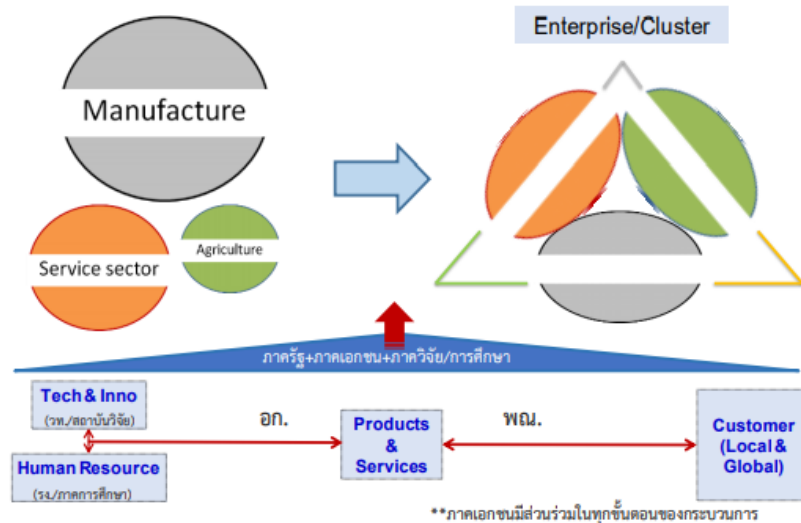 Enterprise/Cluster
Manufacture
Service sector
Agriculture
ภาครัฐ+ภาคเอกชน+ภาควิจัย/การศึกษา
Tech & Inno
(วท./สถาบันวิจัย)
อก.
พณ.
Products
&
Services
Customer
(Local &
Global)
Human Resource
(รง./ภาคการศึกษา)
**ภาคเอกชนมีส่วนร่วมในทุกขั้นตอนของกระบวนการ